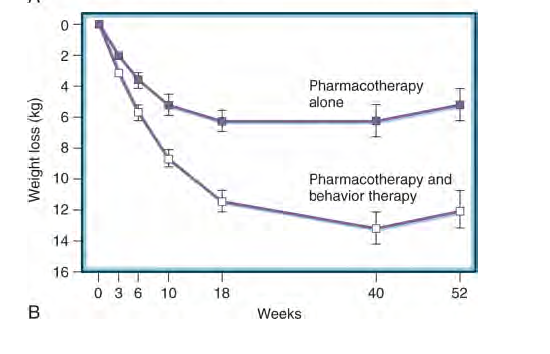 0
2
4
6
8
10
12
14
16
Weight loss (kg)
Pharmacotherapy
alone
Pharmacotherapy and
behavior therapy
0 3 6 10 18 40 52
Weeks
B